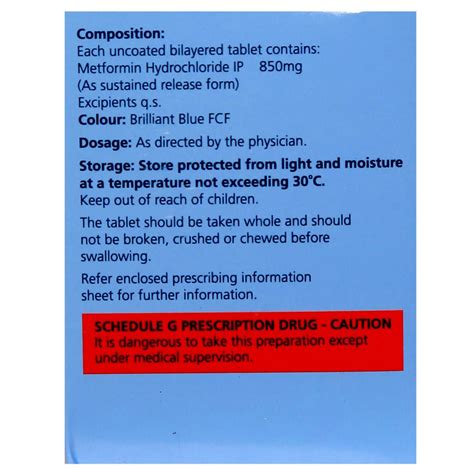 Composition:
Each uncoated bilayered tablet contains:
Metformin Hydrochloride IP 850mg
(As sustained release form)
Excipients q.s.
Colour: Brilliant Blue FCF
Dosage: As directed by the physician.
Storage: Store protected from light and moisture
at a temperature not exceeding 30°C.
Keep out of reach of children.
The tablet should be taken whole and should
not be broken, crushed or chewed before
swallowing.
Refer enclosed prescribing information
sheet for further information.
SCHEDULE G PRESCRIPTION DRUG - CAUTION
It is dangerous to take this preparation except
under medical supervision.